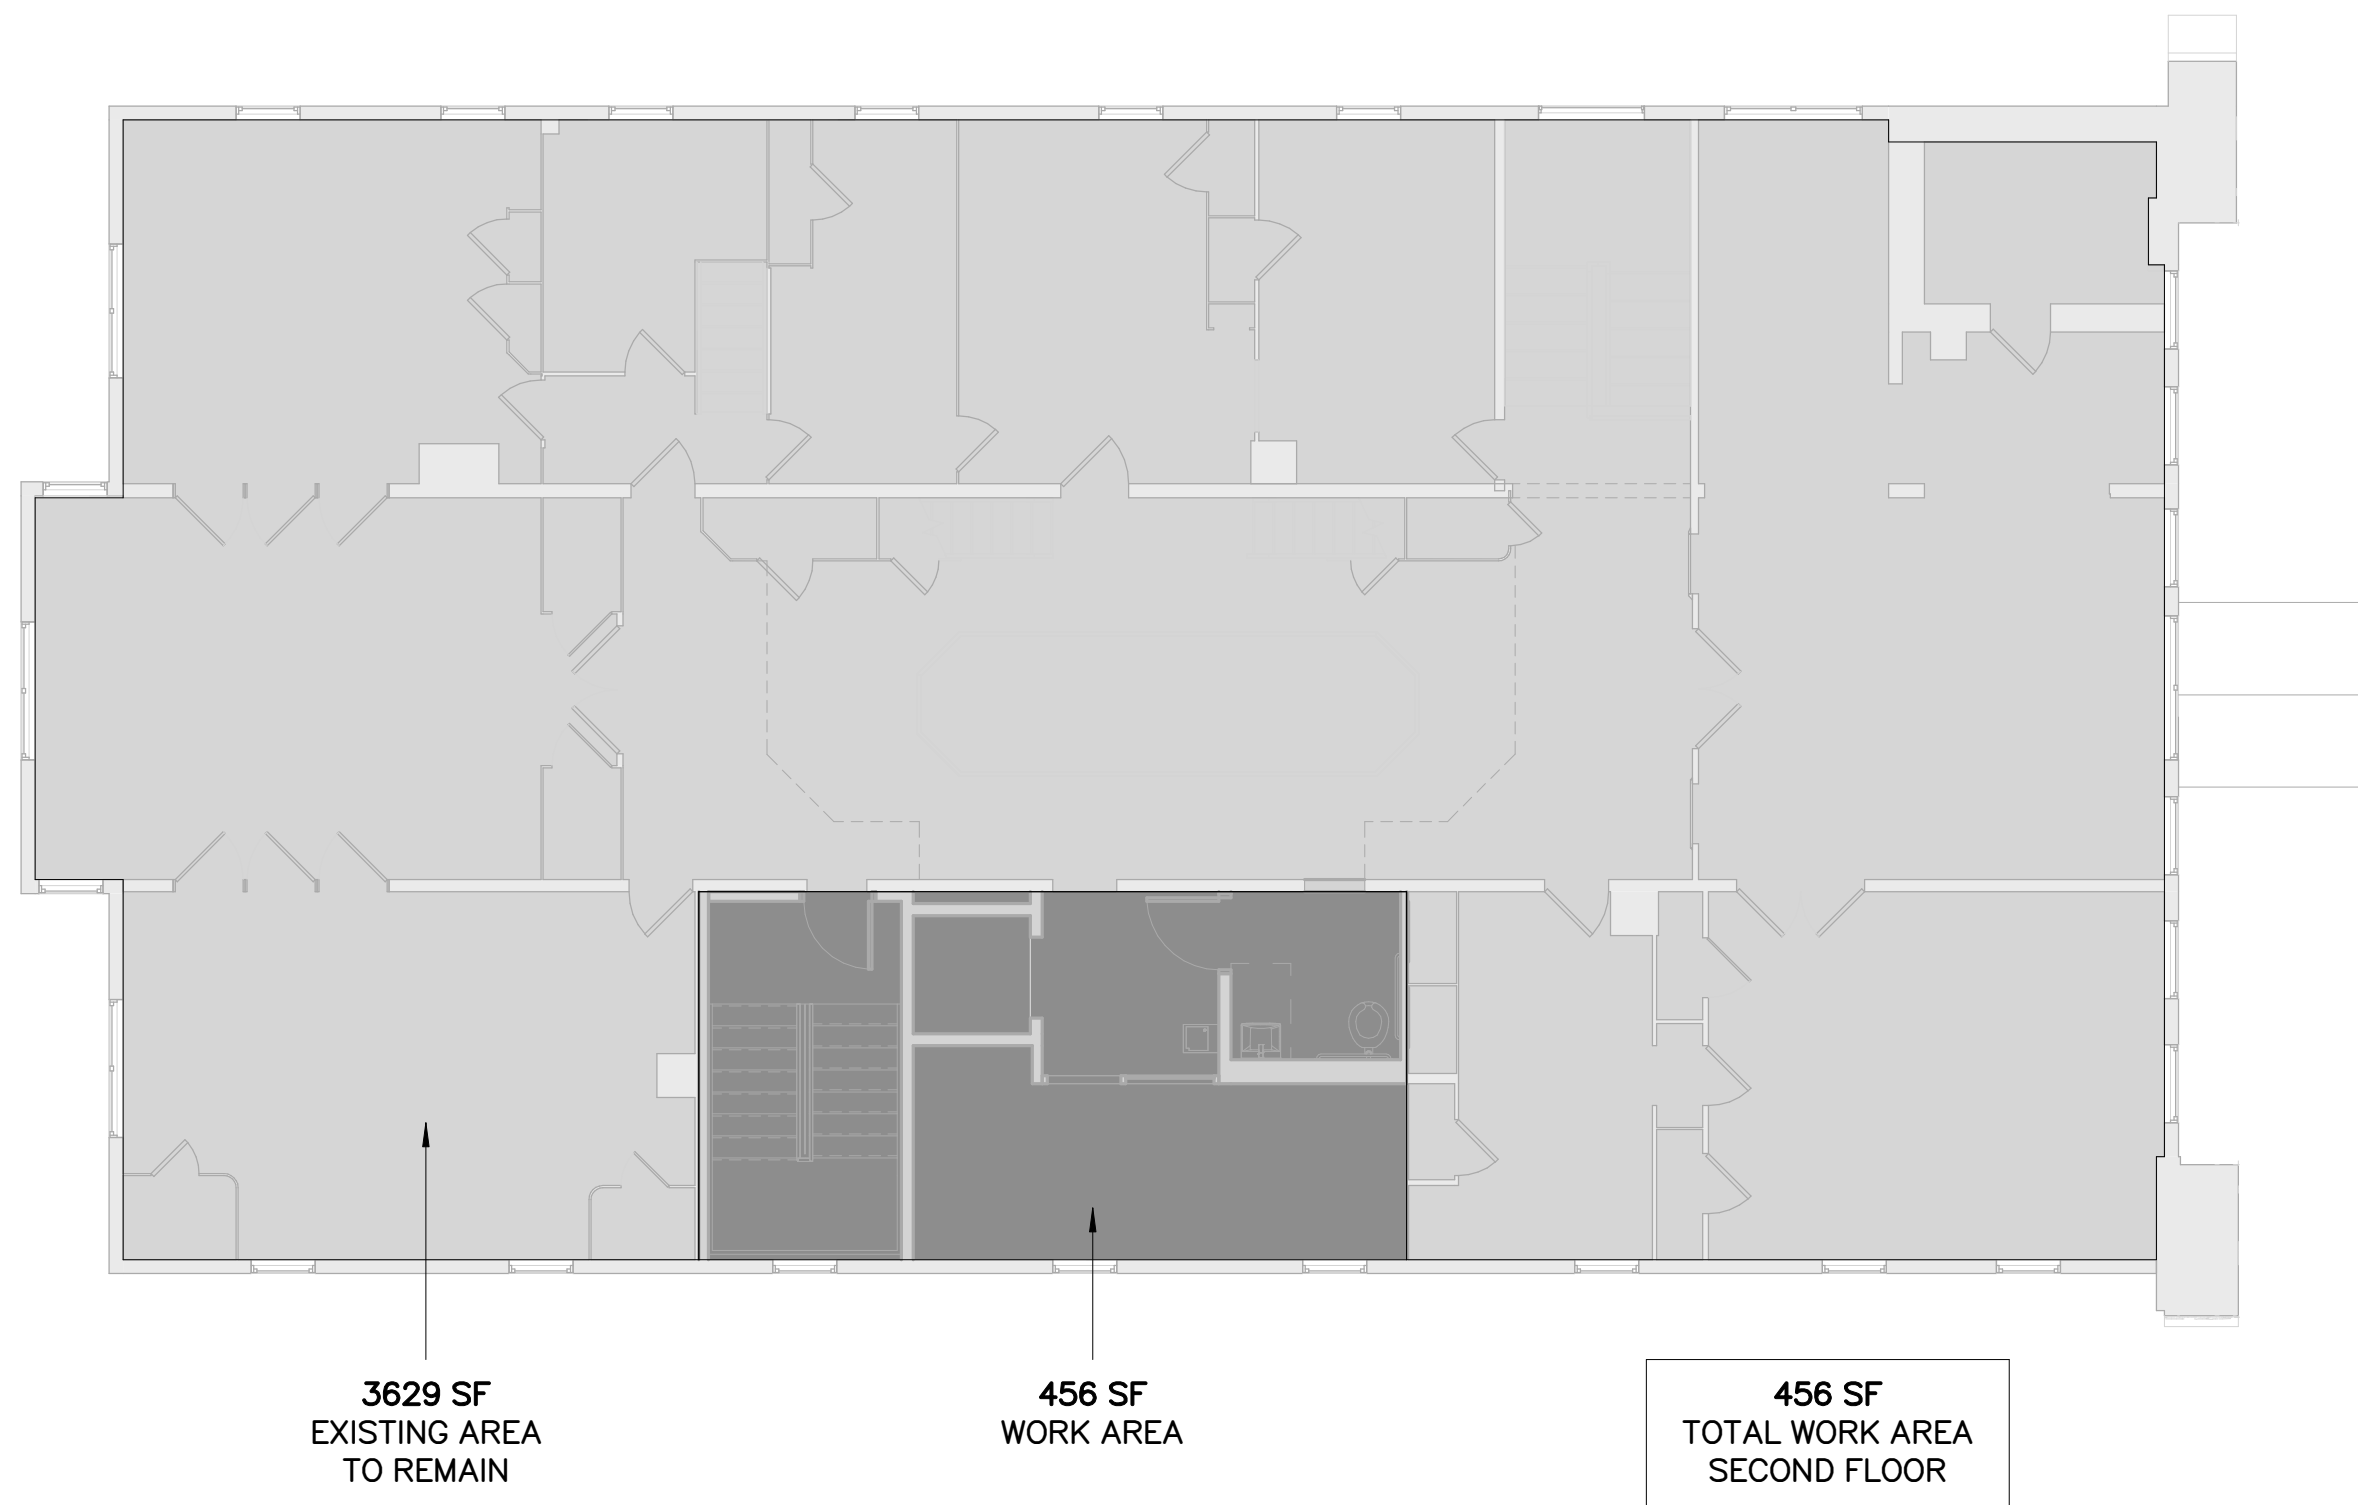 3629 SF
EXISTING AREA
TO REMAIN
456 SF
WORK AREA
456 SF
TOTAL WORK AREA
SECOND FLOOR